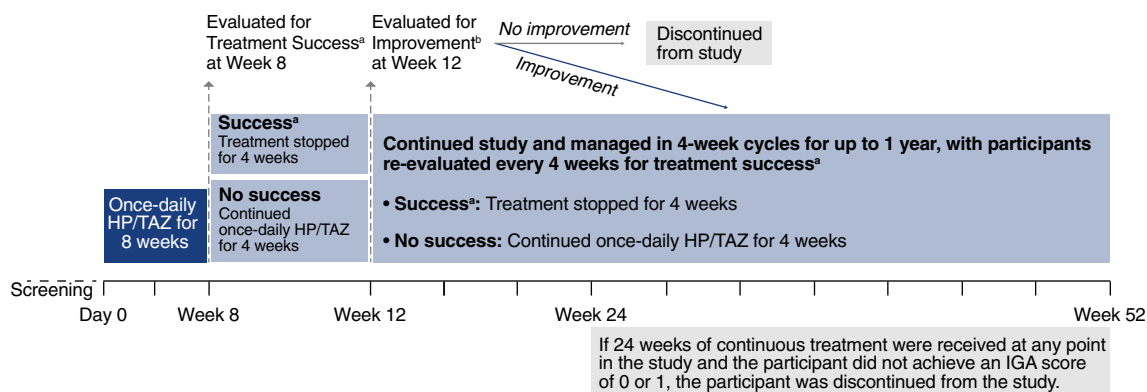 Evaluated for
Treatment Successᵃ
at Week 8
Evaluated for
Improvementᵇ
at Week 12
No improvement
Improvement
Discontinued
from study
Once-daily
HP/TAZ for
8 weeks
Successᵃ
Treatment stopped
for 4 weeks
No success
Continued
once-daily HP/TAZ
for 4 weeks
Continued study and managed in 4-week cycles for up to 1 year, with participants
re-evaluated every 4 weeks for treatment successᵃ
• Successᵃ: Treatment stopped for 4 weeks
• No success: Continued once-daily HP/TAZ for 4 weeks
Screening
Day 0
Week 8
Week 12
Week 24
Week 52
If 24 weeks of continuous treatment were received at any point
in the study and the participant did not achieve an IGA score
of 0 or 1, the participant was discontinued from the study.